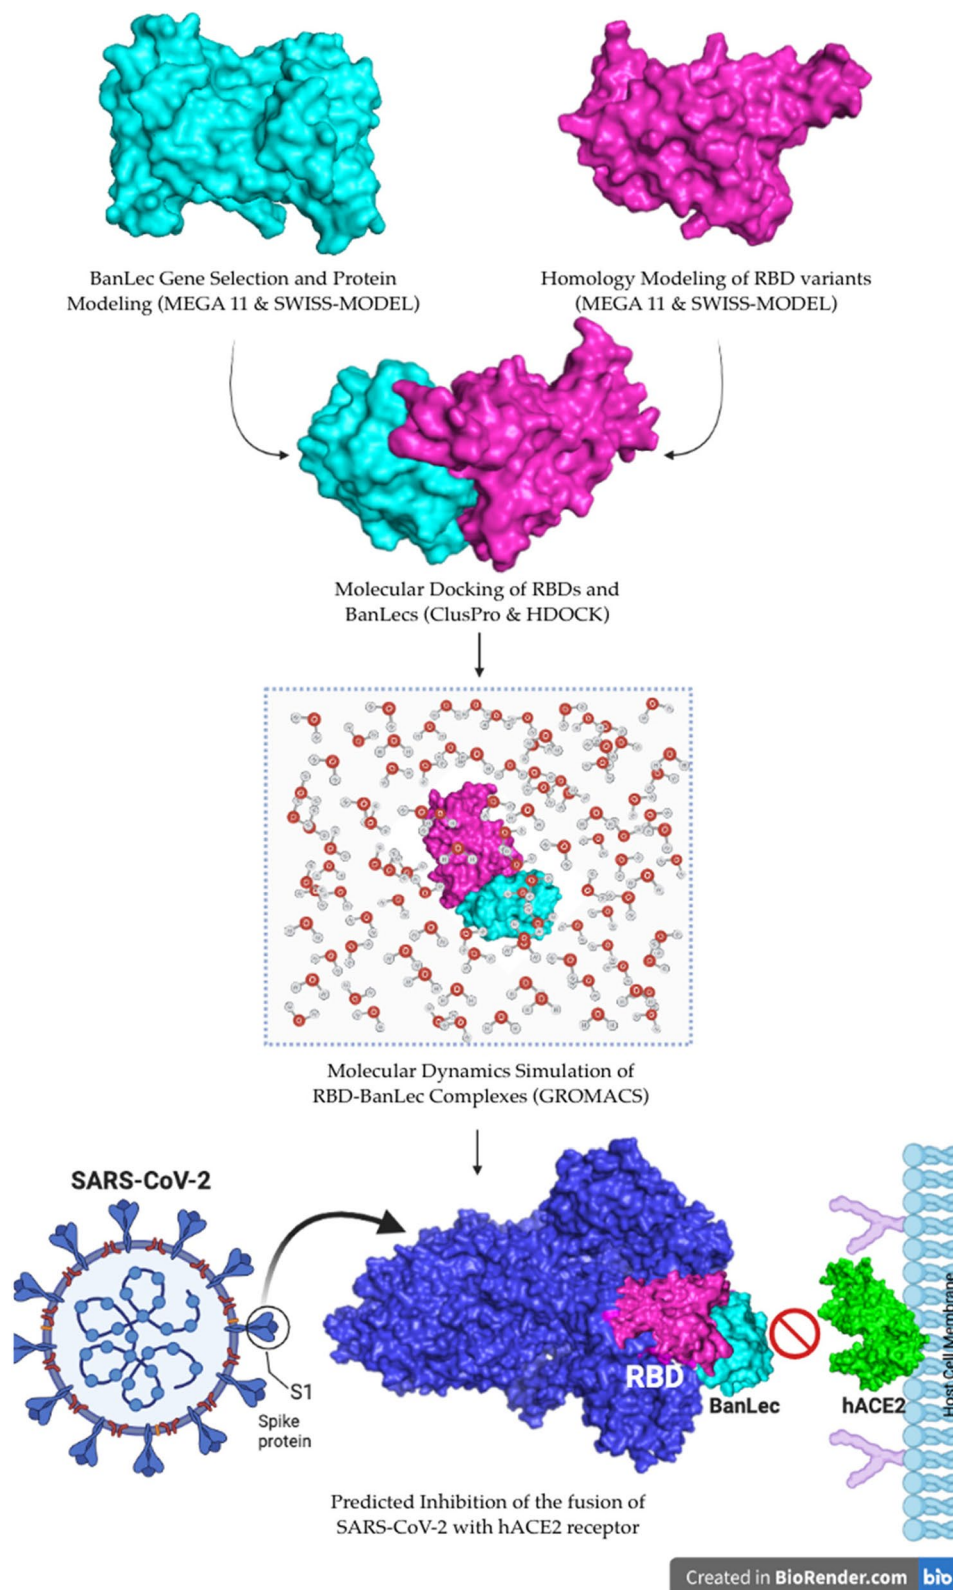 BanLec Gene Selection and Protein
Modeling (MEGA 11 & SWISS-MODEL)
Homology Modeling of RBD variants
(MEGA 11 & SWISS-MODEL)
Molecular Docking of RBDs and
BanLecs (ClusPro & HDOCK)
Molecular Dynamics Simulation of
RBD-BanLec Complexes (GROMACS)
SARS-CoV-2
S1
Spike
protein
RBD
BanLec
hACE2
Host Cell Membrane
Predicted Inhibition of the fusion of
SARS-CoV-2 with hACE2 receptor
Created in BioRender.com bio